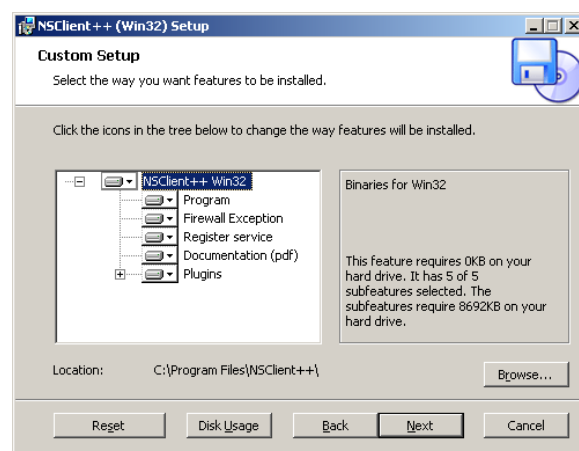 NSClient++ (Win32) Setup
Custom Setup
Select the way you want features to be installed.
Click the icons in the tree below to change the way features will be installed.
NSClient++ Win32
Program
Firewall Exception
Register service
Documentation (pdf)
Plugins
Binaries for Win32
This feature requires 0KB on your
hard drive. It has 5 of 5
subfeatures selected. The
subfeatures require 8692KB on your
hard drive.
Location: C:\Program Files\NSClient++\
Browse...
Reset Disk Usage Back Next Cancel